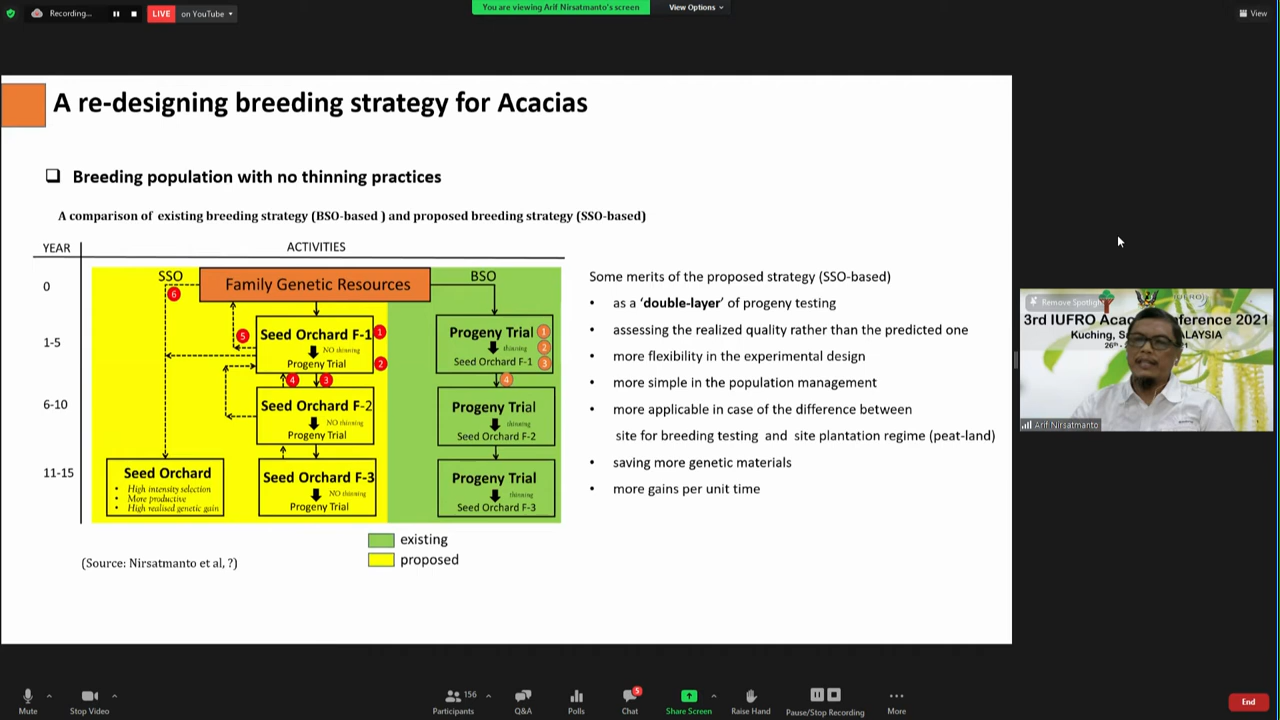 Recording...
LIVE on YouTube
You are viewing Arif Nirsatmanto's screen
View Options
View
A re-designing breeding strategy for Acacias
Breeding population with no thinning practices
A comparison of existing breeding strategy (BSO-based ) and proposed breeding strategy (SSO-based)
YEAR
ACTIVITIES
0
1-5
6-10
11-15
SSO
Family Genetic Resources
BSO
6
5
Seed Orchard F-1
1
NO thinning
Progeny Trial
2
4
3
Seed Orchard F-2
NO thinning
Progeny Trial
Seed Orchard F-3
NO thinning
Progeny Trial
Seed Orchard
• High intensity selection
• More productive
• High realised genetic gain
Progeny Trial
1
thinning
2
Seed Orchard F-1
3
4
Progeny Trial
thinning
Seed Orchard F-2
Progeny Trial
thinning
Seed Orchard F-3
existing
proposed
(Source: Nirsatmanto et al, ?)
Some merits of the proposed strategy (SSO-based)
• as a 'double-layer' of progeny testing
• assessing the realized quality rather than the predicted one
• more flexibility in the experimental design
• more simple in the population management
• more applicable in case of the difference between
site for breeding testing and site plantation regime (peat-land)
• saving more genetic materials
• more gains per unit time
Remove Spotlight
3rd IUFRO Aca nference 2021
Kuching, Sa ALAYSIA
26th
Arif Nirsatmanto
Mute
Stop Video
156
Participants
Q&A
Polls
5
Chat
Share Screen
Raise Hand
Pause/Stop Recording
More
End